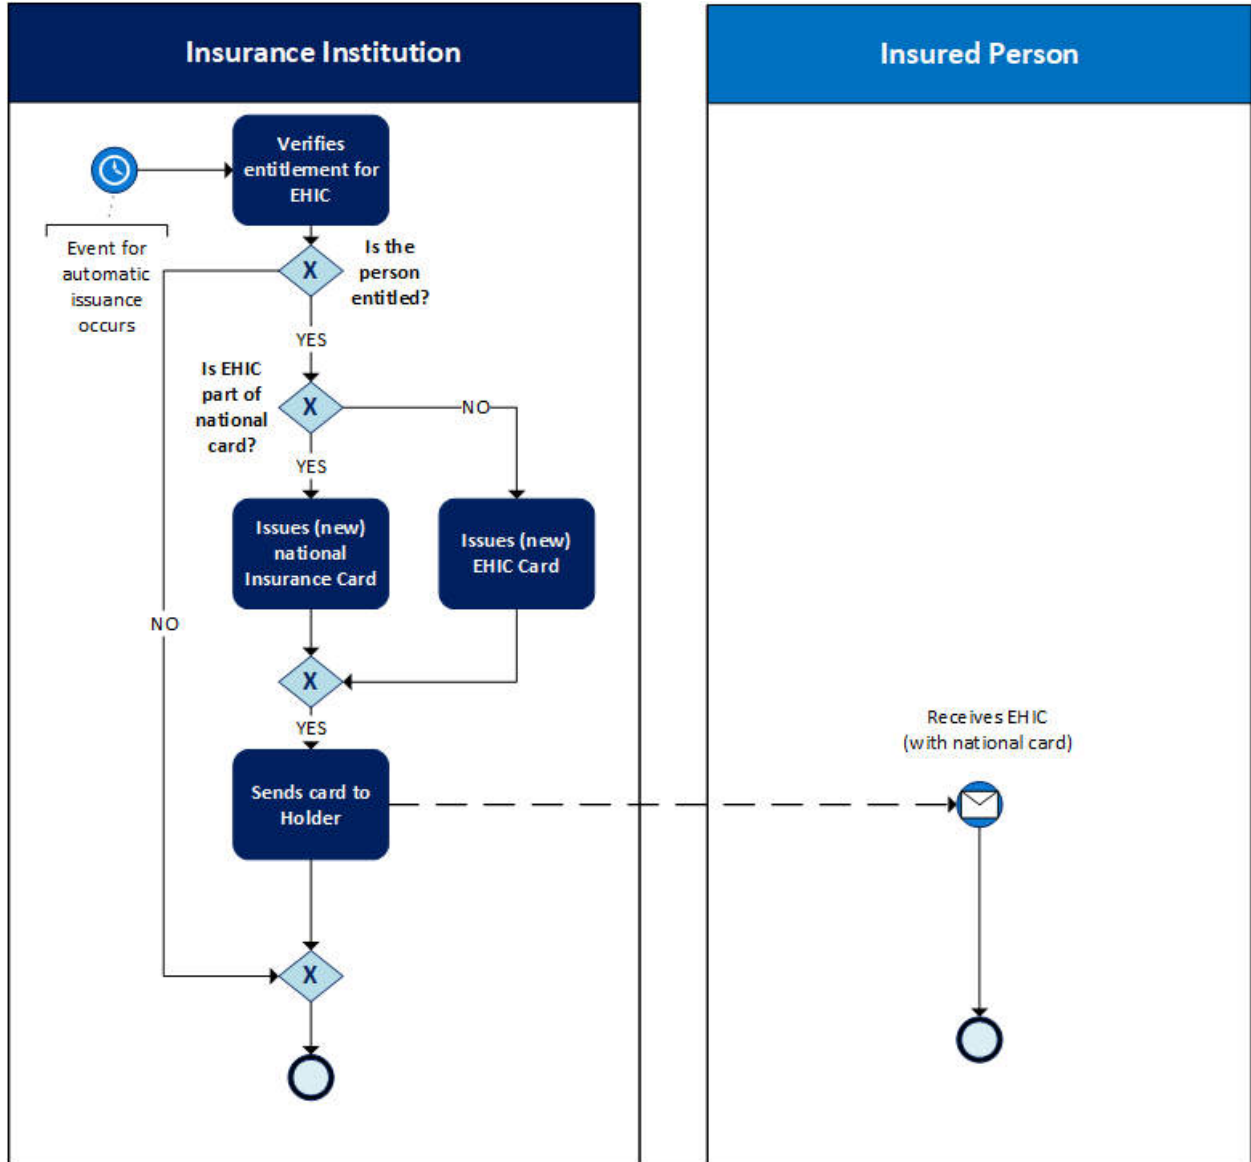 Insurance Institution
Insured Person
Verifies
entitlement for
EHIC
Event for
automatic
issuance
occurs
X
Is the
person
entitled?
YES
Is EHIC
part of
national
card?
X
NO
YES
Issues (new)
national
Insurance Card
Issues (new)
EHIC Card
NO
X
YES
Receives EHIC
(with national card)
Sends card to
Holder
X